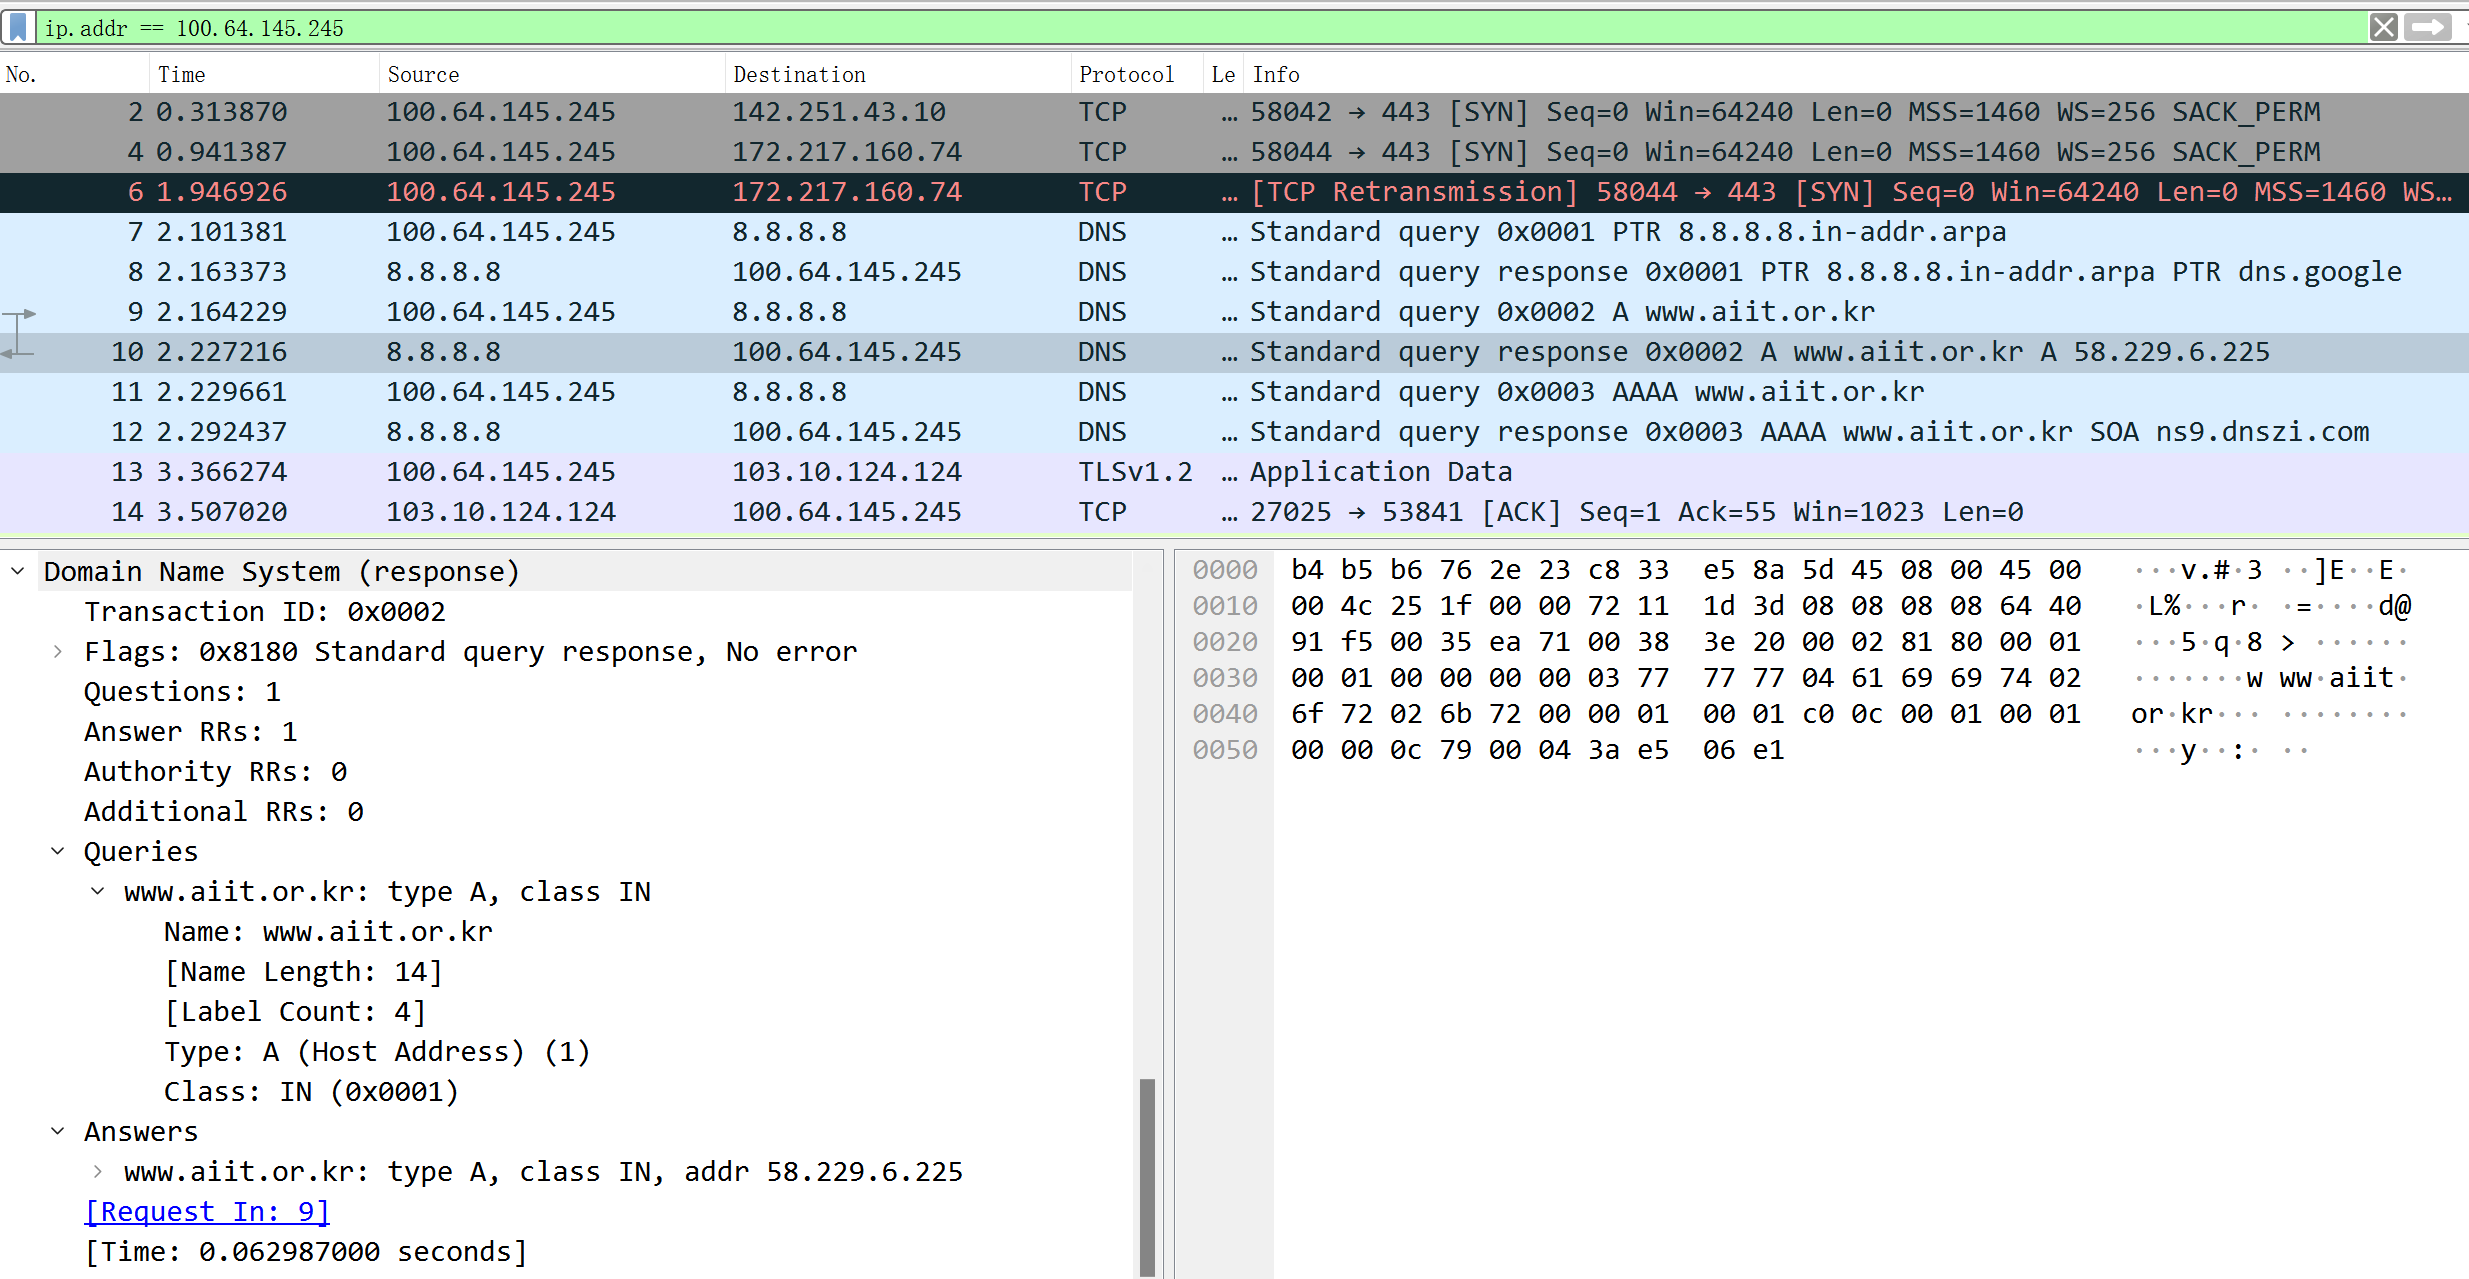 ip.addr == 100.64.145.245
No. Time Source Destination Protocol Le Info
2 0.313870 100.64.145.245 142.251.43.10 TCP … 58042 → 443 [SYN] Seq=0 Win=64240 Len=0 MSS=1460 WS=256 SACK_PERM
4 0.941387 100.64.145.245 172.217.160.74 TCP … 58044 → 443 [SYN] Seq=0 Win=64240 Len=0 MSS=1460 WS=256 SACK_PERM
6 1.946926 100.64.145.245 172.217.160.74 TCP … [TCP Retransmission] 58044 → 443 [SYN] Seq=0 Win=64240 Len=0 MSS=1460 WS…
7 2.101381 100.64.145.245 8.8.8.8 DNS … Standard query 0x0001 PTR 8.8.8.8.in-addr.arpa
8 2.163373 8.8.8.8 100.64.145.245 DNS … Standard query response 0x0001 PTR 8.8.8.8.in-addr.arpa PTR dns.google
9 2.164229 100.64.145.245 8.8.8.8 DNS … Standard query 0x0002 A www.aiit.or.kr
10 2.227216 8.8.8.8 100.64.145.245 DNS … Standard query response 0x0002 A www.aiit.or.kr A 58.229.6.225
11 2.229661 100.64.145.245 8.8.8.8 DNS … Standard query 0x0003 AAAA www.aiit.or.kr
12 2.292437 8.8.8.8 100.64.145.245 DNS … Standard query response 0x0003 AAAA www.aiit.or.kr SOA ns9.dnszi.com
13 3.366274 100.64.145.245 103.10.124.124 TLSv1.2 … Application Data
14 3.507020 103.10.124.124 100.64.145.245 TCP … 27025 → 53841 [ACK] Seq=1 Ack=55 Win=1023 Len=0
Domain Name System (response)
Transaction ID: 0x0002
Flags: 0x8180 Standard query response, No error
Questions: 1
Answer RRs: 1
Authority RRs: 0
Additional RRs: 0
Queries
www.aiit.or.kr: type A, class IN
Name: www.aiit.or.kr
[Name Length: 14]
[Label Count: 4]
Type: A (Host Address) (1)
Class: IN (0x0001)
Answers
www.aiit.or.kr: type A, class IN, addr 58.229.6.225
[Request In: 9]
[Time: 0.062987000 seconds]
0000 b4 b5 b6 76 2e 23 c8 33 e5 8a 5d 45 08 00 45 00 ···v.#·3 ··]E··E·
0010 00 4c 25 1f 00 00 72 11 1d 3d 08 08 08 08 64 40 ·L%···r· ·=····d@
0020 91 f5 00 35 ea 71 00 38 3e 20 00 02 81 80 00 01 ···5·q·8 > ······
0030 00 01 00 00 00 00 03 77 77 77 04 61 69 69 74 02 ·······w ww·aiit·
0040 6f 72 02 6b 72 00 00 01 00 01 c0 0c 00 01 00 01 or·kr··· ········
0050 00 00 0c 79 00 04 3a e5 06 e1 ···y··:· ··